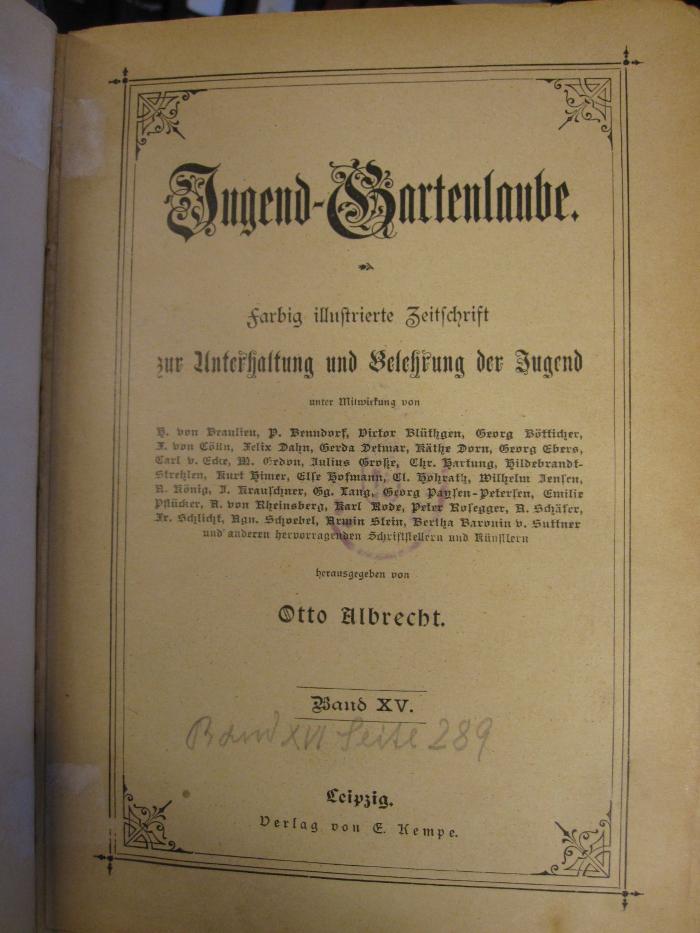 Jugend-Gartenlaube.
Farbig illustrierte Zeitschrift
zur Unterhaltung und Belehrung der Jugend
unter Mitwirkung von
H. von Beaulieu, P. Benndorf, Victor Blüthgen, Georg Bötticher,
F. von Cölln, Felix Dahn, Gerda Detmar, Käthe Dorn, Georg Ebers,
Carl v. Ecke, M. Gedon, Julius Große, Chr. Hartung, Hildebrandt-
Strehlen, Kurt Himer, Else Hofmann, Cl. Hohrath, Wilhelm Jensen,
R. König, J. Krauschner, Gg. Lang, Georg Paysen-Petersen, Emilie
Pflücker, A. von Rheinsberg, Karl Rode, Peter Rosegger, A. Schäfer,
Fr. Schlicht, Agn. Schoebel, Armin Stein, Bertha Baronin v. Suttner
und anderen hervorragenden Schriftstellern und Künstlern
herausgegeben von
Otto Albrecht.
Band XV.
Band XVI Seite 289
Leipzig.
Verlag von E. Kempe.